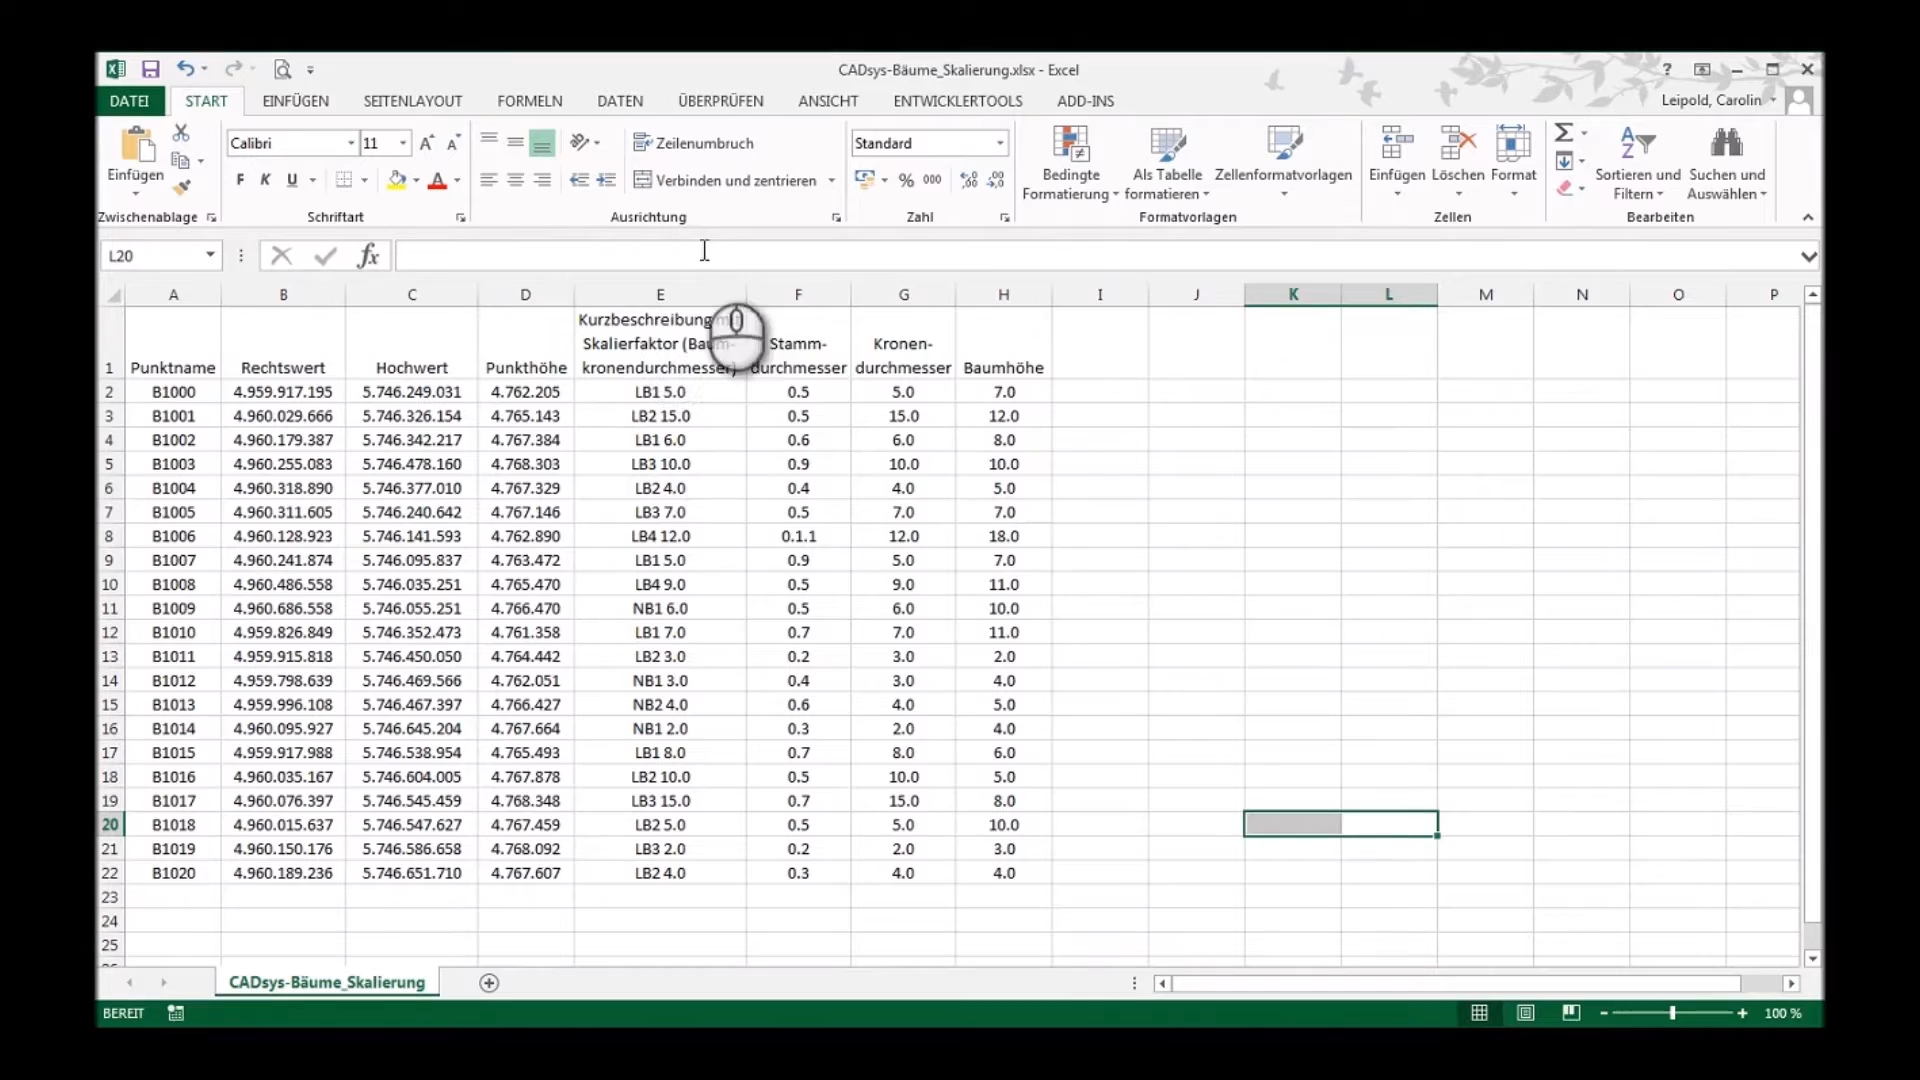 CADsys-Bäume_Skalierung.xlsx - Excel
?
DATEI START EINFÜGEN SEITENLAYOUT FORMELN DATEN ÜBERPRÜFEN ANSICHT ENTWICKLERTOOLS ADD-INS Leipold, Carolin
Einfügen
Calibri 11
F K U
Zeilenumbruch
Verbinden und zentrieren
Standard
% 000
Bedingte Formatierung
Als Tabelle formatieren
Zellenformatvorlagen
Einfügen Löschen Format
Sortieren und Filtern
Suchen und Auswählen
Zwischenablage Schriftart Ausrichtung Zahl Formatvorlagen Zellen Bearbeiten
L20 fx
A B C D E F G H I J K L M N O P
1 Punktname Rechtswert Hochwert Punkthöhe Kurzbeschreibung Skalierfaktor (Baum-kronendurchmesser) Stamm-durchmesser Kronen-durchmesser Baumhöhe
2 B1000 4.959.917.195 5.746.249.031 4.762.205 LB1 5.0 0.5 5.0 7.0
3 B1001 4.960.029.666 5.746.326.154 4.765.143 LB2 15.0 0.5 15.0 12.0
4 B1002 4.960.179.387 5.746.342.217 4.767.384 LB1 6.0 0.6 6.0 8.0
5 B1003 4.960.255.083 5.746.478.160 4.768.303 LB3 10.0 0.9 10.0 10.0
6 B1004 4.960.318.890 5.746.377.010 4.767.329 LB2 4.0 0.4 4.0 5.0
7 B1005 4.960.311.605 5.746.240.642 4.767.146 LB3 7.0 0.5 7.0 7.0
8 B1006 4.960.128.923 5.746.141.593 4.762.890 LB4 12.0 0.1.1 12.0 18.0
9 B1007 4.960.241.874 5.746.095.837 4.763.472 LB1 5.0 0.9 5.0 7.0
10 B1008 4.960.486.558 5.746.035.251 4.765.470 LB4 9.0 0.5 9.0 11.0
11 B1009 4.960.686.558 5.746.055.251 4.766.470 NB1 6.0 0.5 6.0 10.0
12 B1010 4.959.826.849 5.746.352.473 4.761.358 LB1 7.0 0.7 7.0 11.0
13 B1011 4.959.915.818 5.746.450.050 4.764.442 LB2 3.0 0.2 3.0 2.0
14 B1012 4.959.798.639 5.746.469.566 4.762.051 NB1 3.0 0.4 3.0 4.0
15 B1013 4.959.996.108 5.746.467.397 4.766.427 NB2 4.0 0.6 4.0 5.0
16 B1014 4.960.095.927 5.746.645.204 4.767.664 NB1 2.0 0.3 2.0 4.0
17 B1015 4.959.917.988 5.746.538.954 4.765.493 LB1 8.0 0.7 8.0 6.0
18 B1016 4.960.035.167 5.746.604.005 4.767.878 LB2 10.0 0.5 10.0 5.0
19 B1017 4.960.076.397 5.746.545.459 4.768.348 LB3 15.0 0.7 15.0 8.0
20 B1018 4.960.015.637 5.746.547.627 4.767.459 LB2 5.0 0.5 5.0 10.0
21 B1019 4.960.150.176 5.746.586.658 4.768.092 LB3 2.0 0.2 2.0 3.0
22 B1020 4.960.189.236 5.746.651.710 4.767.607 LB2 4.0 0.3 4.0 4.0
23
24
25
CADsys-Bäume_Skalierung
BEREIT 100 %